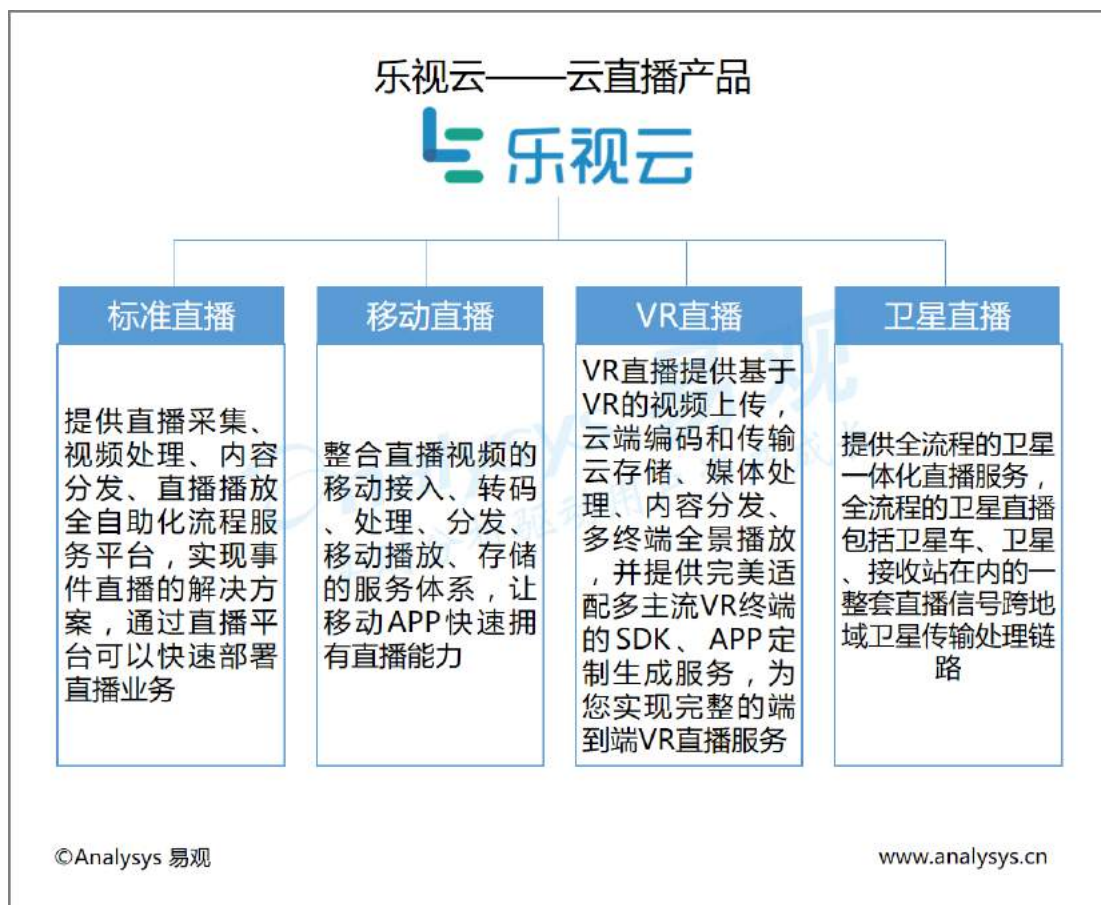 乐视云——云直播产品
乐视云
标准直播
提供直播采集、
视频处理、内容
分发、直播播放
全自助化流程服
务平台，实现事
件直播的解决方
案，通过直播平
台可以快速部署
直播业务
移动直播
整合直播视频的
移动接入、转码
、处理、分发、
移动播放、存储
的服务体系，让
移动APP快速拥
有直播能力
VR直播
VR直播提供基于
VR的视频上传，
云端编码和传输
云存储、媒体处
理、内容分发、
多终端全景播放
，并提供完美适
配多主流VR终端
的SDK、APP定
制生成服务，为
您实现完整的端
到端VR直播服务
卫星直播
提供全流程的卫星
一体化直播服务，
全流程的卫星直播
包括卫星车、卫星
、接收站在内的一
整套直播信号跨地
域卫星传输处理链
路
Analysys 易观
©Analysys 易观
www.analysys.cn